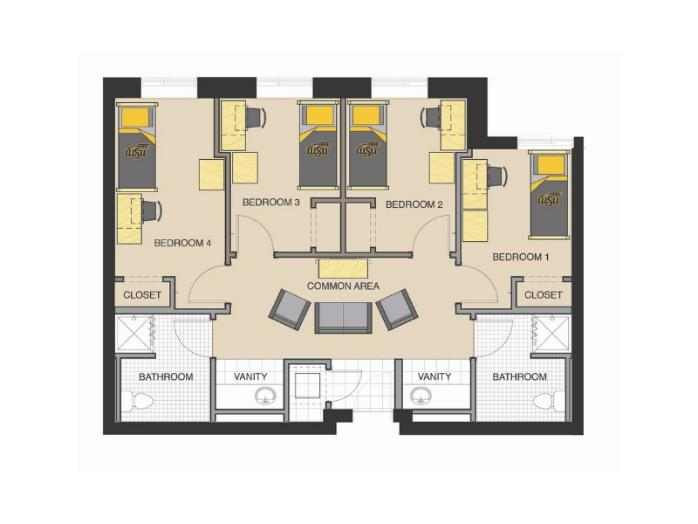 BEDROOM 3
BEDROOM 2
BEDROOM 4
BEDROOM 1
COMMON AREA
CLOSET
CLOSET
BATHROOM
VANITY
VANITY
BATHROOM